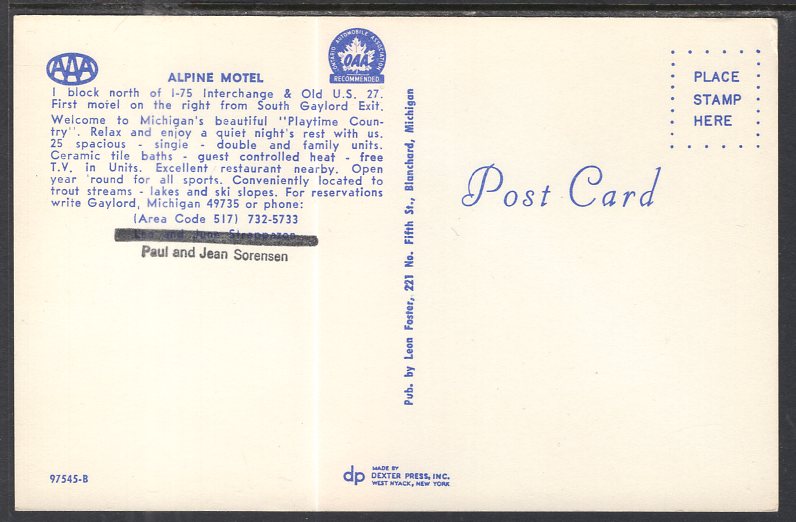 AAA
ALPINE MOTEL
1 block north of I-75 Interchange & Old U.S. 27.
First motel on the right from South Gaylord Exit.
Welcome to Michigan's beautiful "Playtime Coun-
try". Relax and enjoy a quiet night's rest with us.
25 spacious - single - double and family units.
Ceramic tile baths - guest controlled heat - free
T.V. in Units. Excellent restaurant nearby. Open
year 'round for all sports. Conveniently located to
trout streams - lakes and ski slopes. For reservations
write Gaylord, Michigan 49735 or phone:
(Area Code 517) 732-5733
and June
Paul and Jean Sorensen
97545-B
ONTARIO AUTOMOBILE ASSOCIATION
OAA
RECOMMENDED
Pub. by Leon Foster, 221 No. Fifth St., Blanchard, Michigan
dp
MADE BY
DEXTER PRESS, INC.
WEST NYACK, NEW YORK
PLACE
STAMP
HERE
Post Card